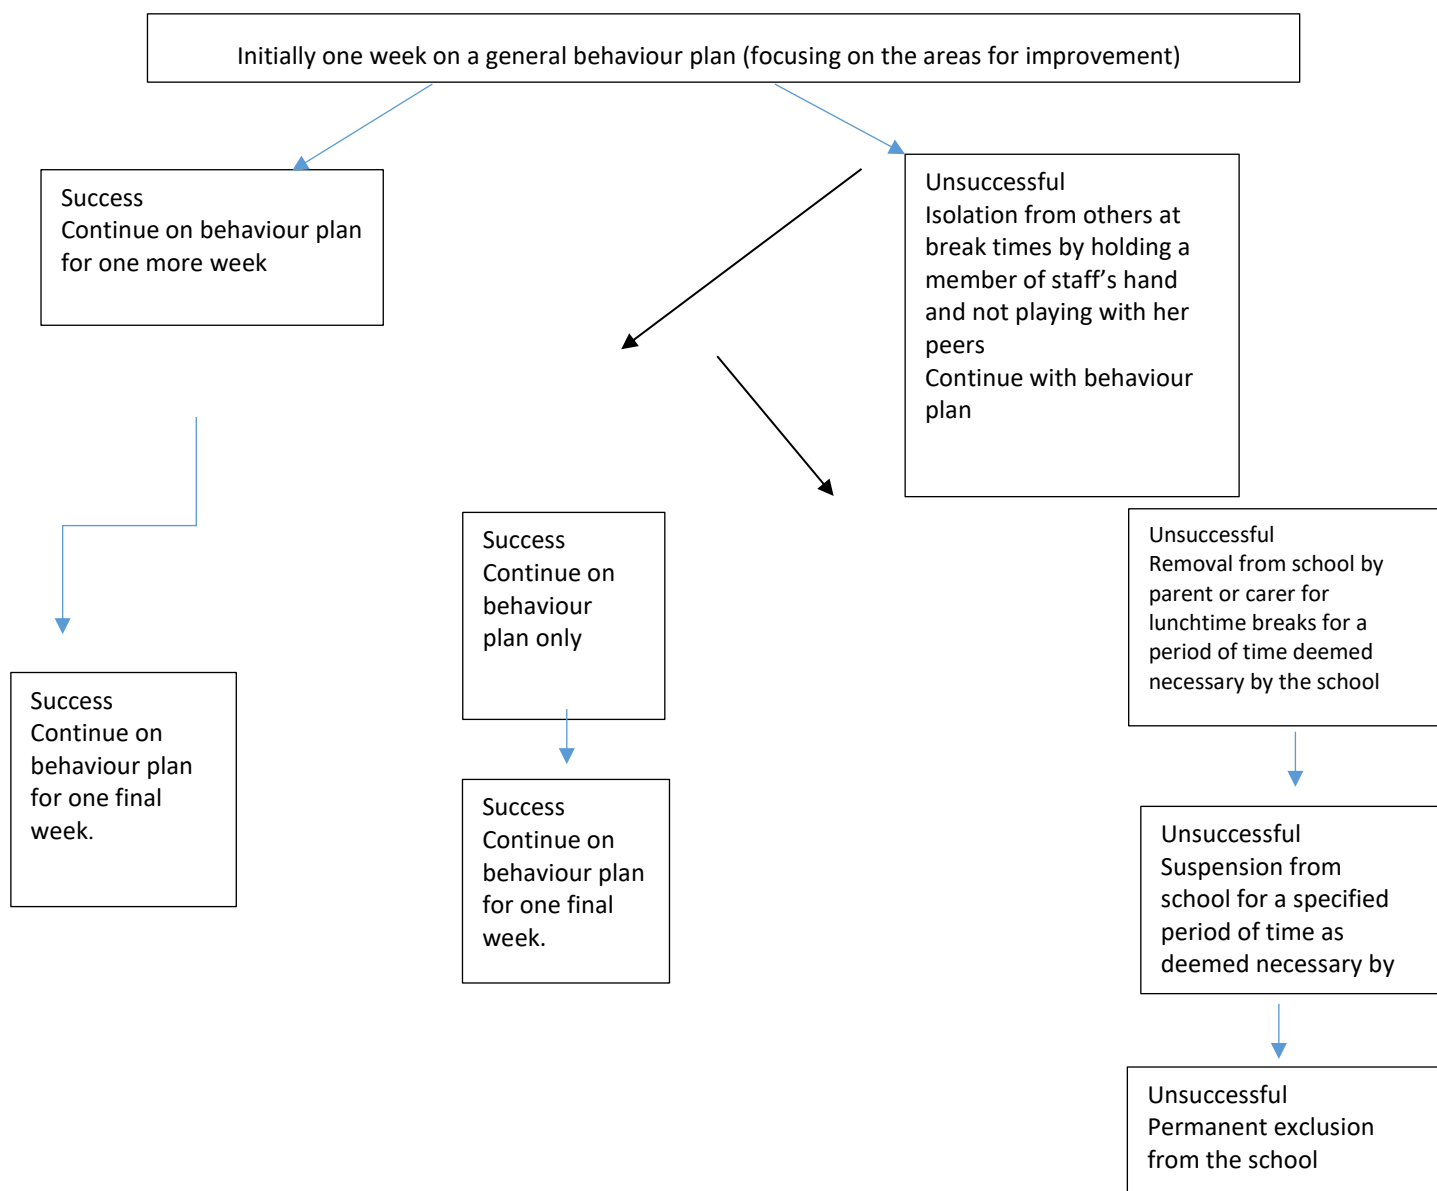 Initially one week on a general behaviour plan (focusing on the areas for improvement)
Success
Continue on behaviour plan
for one more week
Unsuccessful
Isolation from others at
break times by holding a
member of staff’s hand
and not playing with her
peers
Continue with behaviour
plan
Success
Continue on
behaviour
plan only
Unsuccessful
Removal from school by
parent or carer for
lunchtime breaks for a
period of time deemed
necessary by the school
Success
Continue on
behaviour plan
for one final
week.
Success
Continue on
behaviour plan
for one final
week.
Unsuccessful
Suspension from
school for a specified
period of time as
deemed necessary by
Unsuccessful
Permanent exclusion
from the school